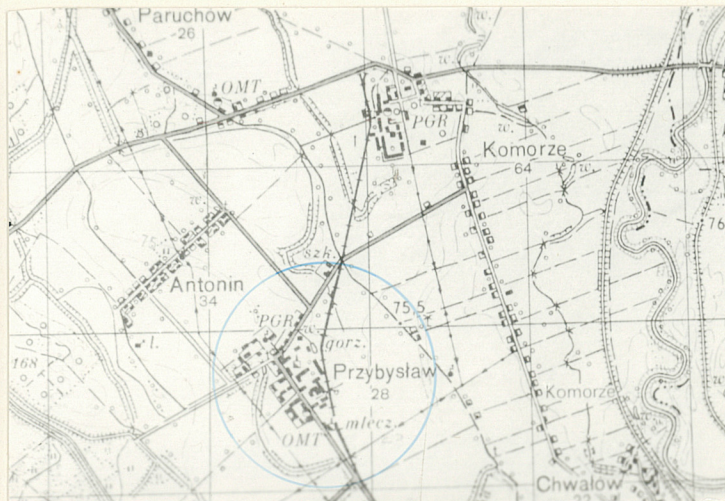 Paruchów
26
w.
w.
OMT
PGR
w.
Komorze
64
w.
w.
75
76
szk.
Antonin
34
75,5
PGR
w.
gorz.
l.
168
Przybysław
28
Komorze
w.
mlecz.
OMT
Chwałów